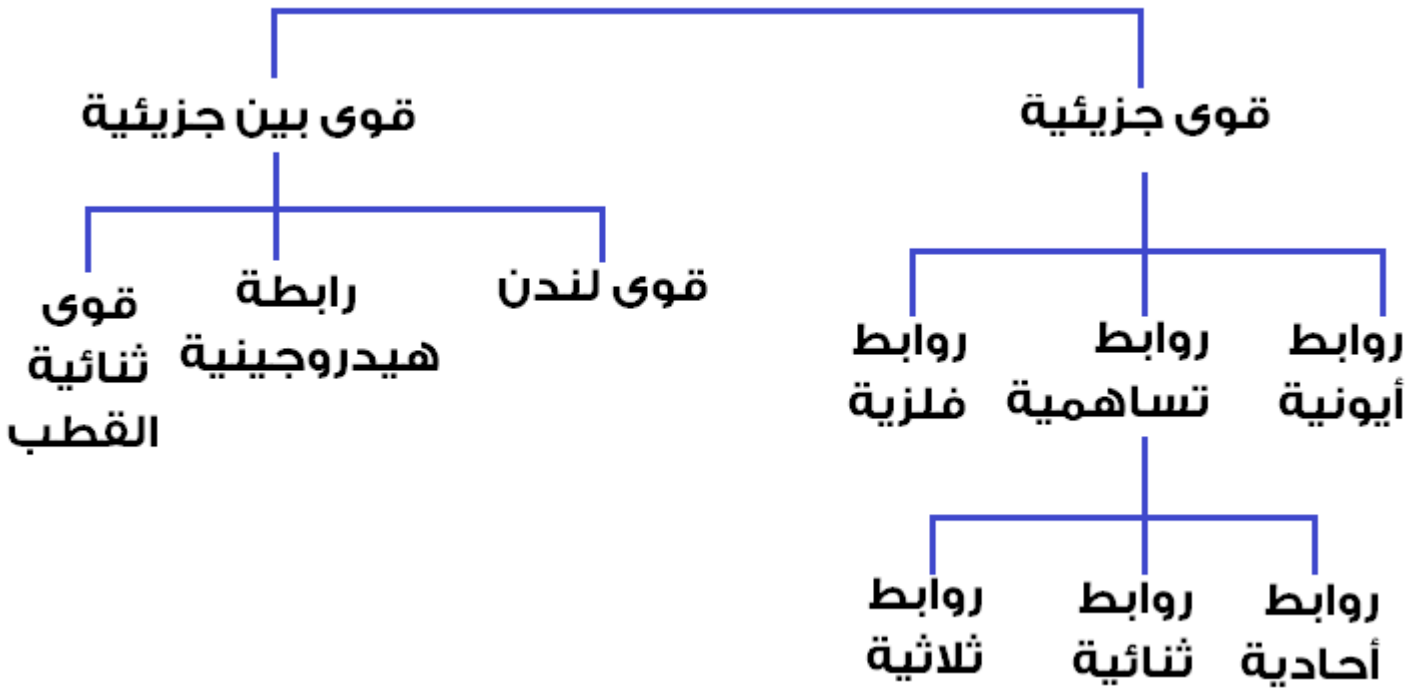 قوى جزيئية
قوى بين جزيئية
قوى لندن
رابطة
هيدروجينية
قوى
ثنائية
القطب
روابط
أيونية
روابط
تساهمية
روابط
فلزية
روابط
أحادية
روابط
ثنائية
روابط
ثلاثية